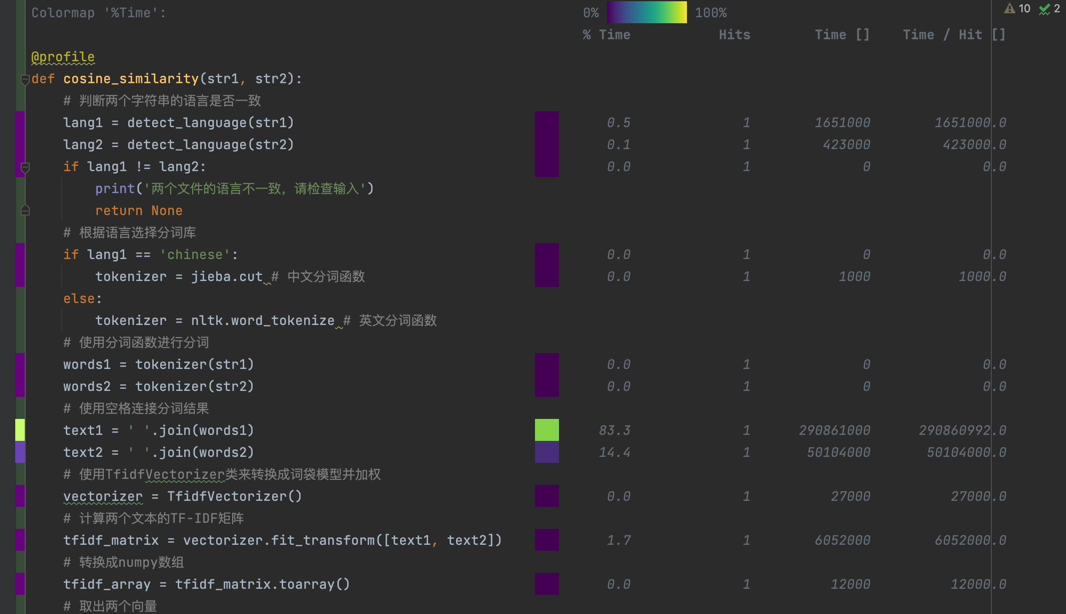 Colormap '%Time': 0% 100% 10 2
% Time Hits Time [] Time / Hit []
@profile
def cosine_similarity(str1, str2):
# 判断两个字符串的语言是否一致
lang1 = detect_language(str1) 0.5 1 1651000 1651000.0
lang2 = detect_language(str2) 0.1 1 423000 423000.0
if lang1 != lang2: 0.0 1 0 0.0
print('两个文件的语言不一致，请检查输入')
return None
# 根据语言选择分词库
if lang1 == 'chinese': 0.0 1 0 0.0
tokenizer = jieba.cut # 中文分词函数 0.0 1 1000 1000.0
else:
tokenizer = nltk.word_tokenize # 英文分词函数
# 使用分词函数进行分词
words1 = tokenizer(str1) 0.0 1 0 0.0
words2 = tokenizer(str2) 0.0 1 0 0.0
# 使用空格连接分词结果
text1 = ' '.join(words1) 83.3 1 290861000 290860992.0
text2 = ' '.join(words2) 14.4 1 50104000 50104000.0
# 使用TfidfVectorizer类来转换成词袋模型并加权
vectorizer = TfidfVectorizer() 0.0 1 27000 27000.0
# 计算两个文本的TF-IDF矩阵
tfidf_matrix = vectorizer.fit_transform([text1, text2]) 1.7 1 6052000 6052000.0
# 转换成numpy数组
tfidf_array = tfidf_matrix.toarray() 0.0 1 12000 12000.0
# 取出两个向量